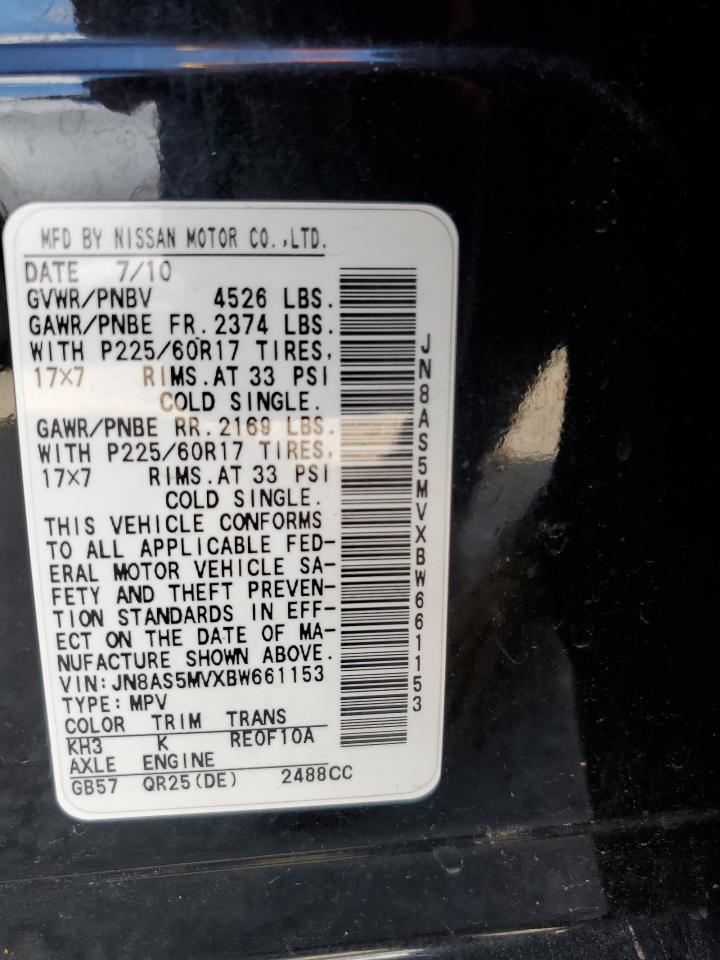 MFD BY NISSAN MOTOR CO.,LTD.
DATE 7/10
GVWR/PNBV 4526 LBS.
GAWR/PNBE FR. 2374 LBS.
WITH P225/60R17 TIRES,
17X7 RIMS.AT 33 PSI
COLD SINGLE.
GAWR/PNBE RR. 2169 LBS.
WITH P225/60R17 TIRES,
17X7 RIMS.AT 33 PSI
COLD SINGLE.
THIS VEHICLE CONFORMS
TO ALL APPLICABLE FED-
ERAL MOTOR VEHICLE SA-
FETY AND THEFT PREVEN-
TION STANDARDS IN EFF-
ECT ON THE DATE OF MA-
NUFACTURE SHOWN ABOVE.
VIN:JN8AS5MVXBW661153
TYPE:MPV
COLOR TRIM TRANS
KH3 K RE0F10A
AXLE ENGINE
GB57 QR25(DE) 2488CC
JN8AS5MVXBW661153